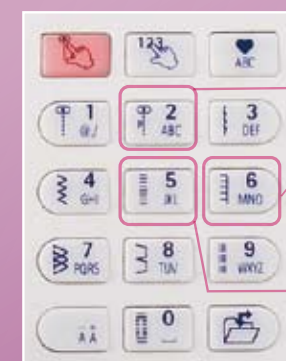 123
ABC
1 @./
2 ABC
3 DEF
4 GHI
5 JKL
6 MNO
7 PQRS
8 TUV
9 WXYZ
0